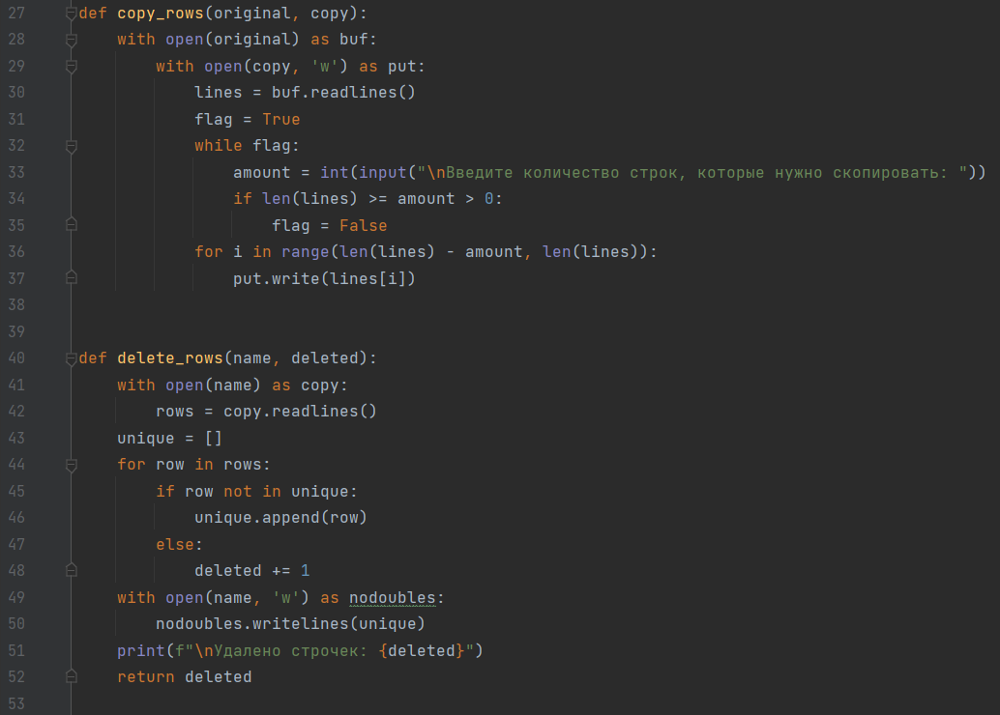 27 def copy_rows(original, copy):
28     with open(original) as buf:
29         with open(copy, 'w') as put:
30             lines = buf.readlines()
31             flag = True
32             while flag:
33                 amount = int(input("\nВведите количество строк, которые нужно скопировать: "))
34                 if len(lines) >= amount > 0:
35                     flag = False
36             for i in range(len(lines) - amount, len(lines)):
37                 put.write(lines[i])
38
39
40 def delete_rows(name, deleted):
41     with open(name) as copy:
42         rows = copy.readlines()
43     unique = []
44     for row in rows:
45         if row not in unique:
46             unique.append(row)
47         else:
48             deleted += 1
49     with open(name, 'w') as nodoubles:
50         nodoubles.writelines(unique)
51     print(f"\nУдалено строчек: {deleted}")
52     return deleted
53